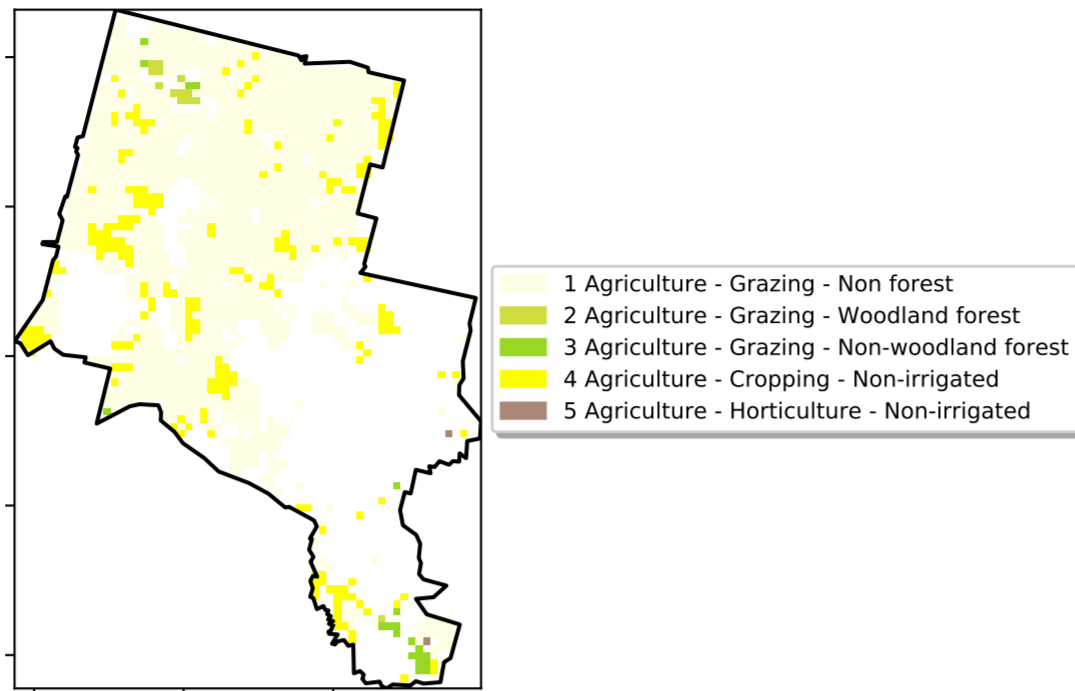 1 Agriculture - Grazing - Non forest
2 Agriculture - Grazing - Woodland forest
3 Agriculture - Grazing - Non-woodland forest
4 Agriculture - Cropping - Non-irrigated
5 Agriculture - Horticulture - Non-irrigated